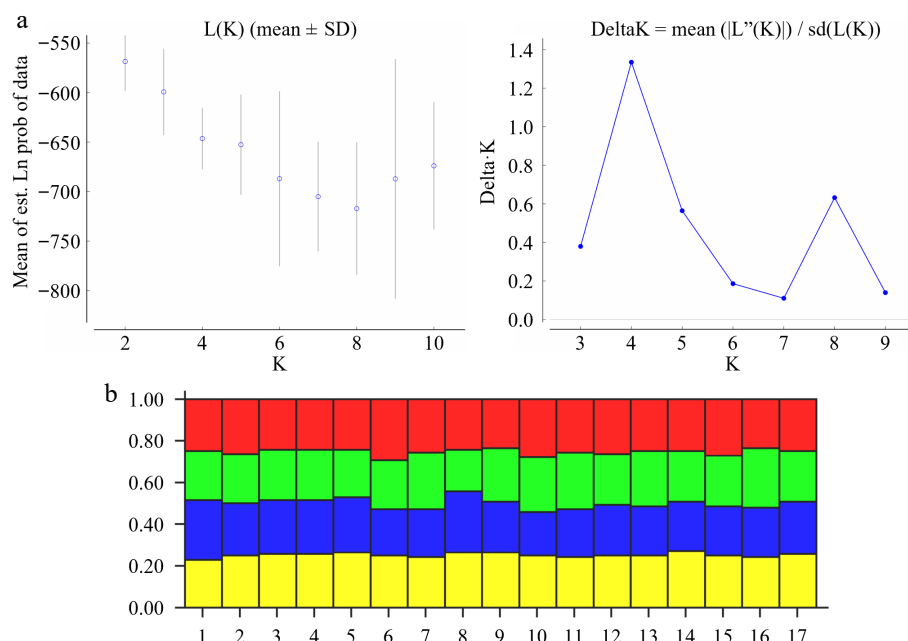 a
L(K) (mean ± SD)
Mean of est. Ln prob of data
−550
−600
−650
−700
−750
−800
2 4 6 8 10
K
DeltaK = mean (|L”(K)|) / sd(L(K))
Delta·K
1.4
1.2
1.0
0.8
0.6
0.4
0.2
0.0
3 4 5 6 7 8 9
K
b
1.00
0.80
0.60
0.40
0.20
0.00
1 2 3 4 5 6 7 8 9 10 11 12 13 14 15 16 17